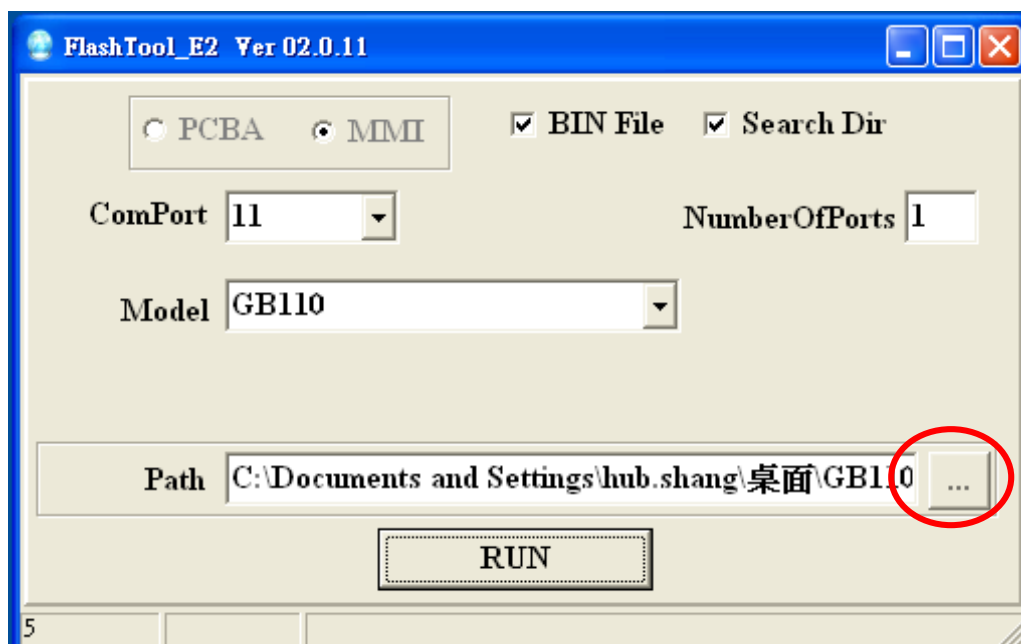 FlashTool_E2 Ver 02.0.11
PCBA MMI BIN File Search Dir
ComPort 11 NumberOfPorts 1
Model GB110
Path C:\Documents and Settings\hub.shang\桌面\GB110 ...
RUN
5